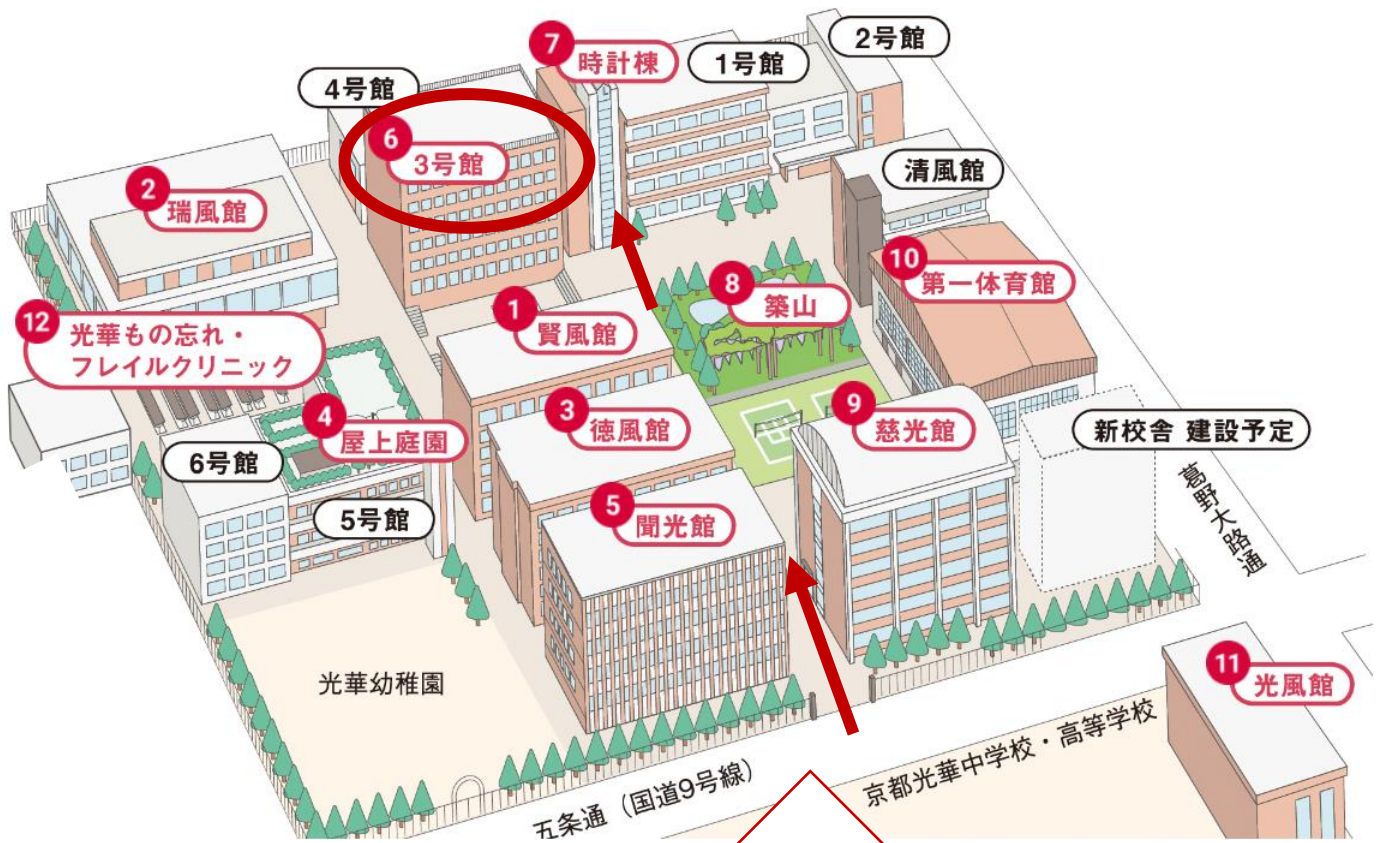 2号館
7
時計棟
1号館
4号館
6
3号館
清風館
2
瑞風館
10
第一体育館
8
築山
1
賢風館
12
光華もの忘れ・
フレイルクリニック
3
徳風館
9
慈光館
4
屋上庭園
新校舎 建設予定
6号館
5
聞光館
5号館
葛野大路通
光華幼稚園
11
光風館
京都光華中学校・高等学校
五条通（国道9号線）